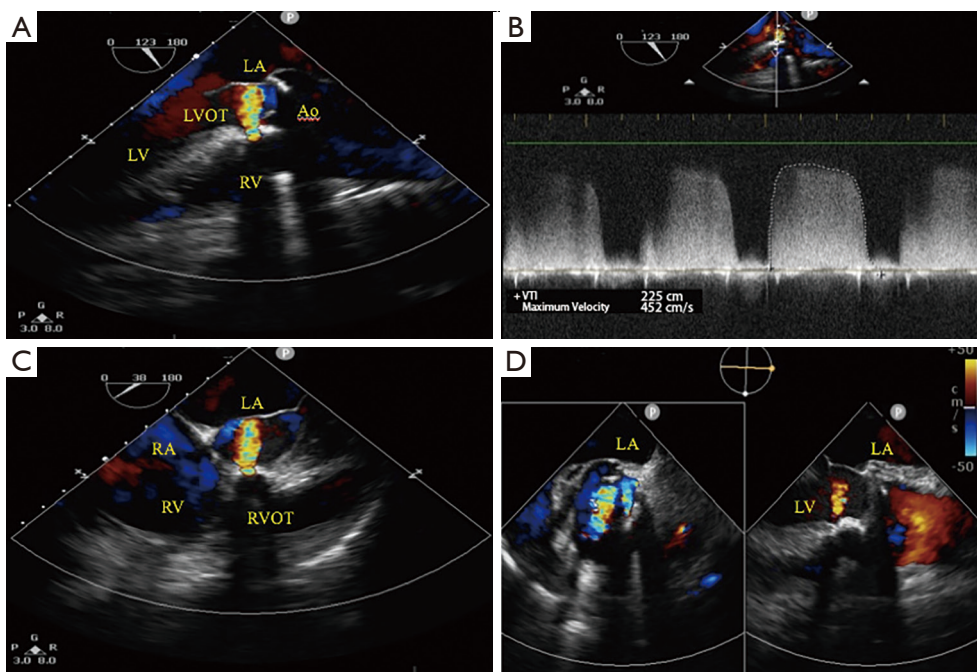 A
P
0 123 180
LA
LVOT
Ao
LV
RV
G
P R
3.0 8.0
B
P
0 123 180
G
P R
3.0 8.0
+ VTI 225 cm
Maximum Velocity 452 cm/s
C
P
0 38 180
LA
RA
RV
RVOT
G
P R
3.0 8.0
D
+50
c
m
/
s
-50
P
P
LA
LA
LV